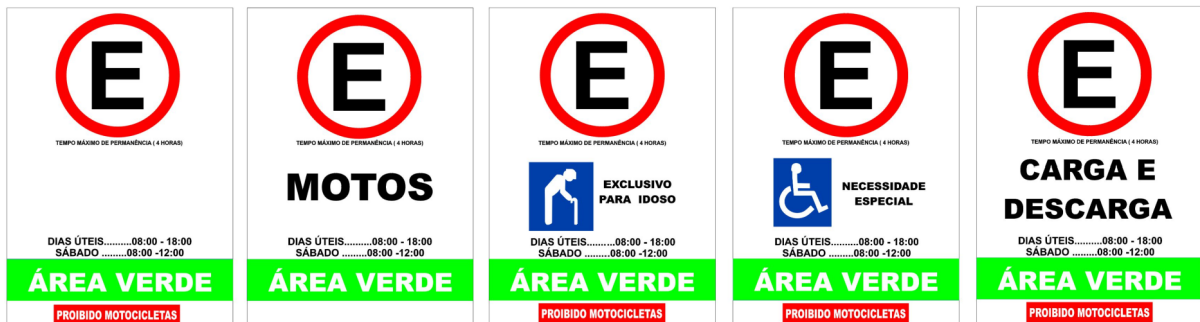 E
TEMPO MÁXIMO DE PERMANÊNCIA ( 4 HORAS)
DIAS ÚTEIS..........08:00 - 18:00
SÁBADO .........08:00 -12:00
ÁREA VERDE
PROIBIDO MOTOCICLETAS
E
TEMPO MÁXIMO DE PERMANÊNCIA ( 4 HORAS)
MOTOS
DIAS ÚTEIS..........08:00 - 18:00
SÁBADO .........08:00 -12:00
ÁREA VERDE
E
TEMPO MÁXIMO DE PERMANÊNCIA ( 4 HORAS)
EXCLUSIVO
PARA IDOSO
DIAS ÚTEIS..........08:00 - 18:00
SÁBADO .........08:00 -12:00
ÁREA VERDE
PROIBIDO MOTOCICLETAS
E
TEMPO MÁXIMO DE PERMANÊNCIA ( 4 HORAS)
NECESSIDADE
ESPECIAL
DIAS ÚTEIS..........08:00 - 18:00
SÁBADO .........08:00 -12:00
ÁREA VERDE
PROIBIDO MOTOCICLETAS
E
TEMPO MÁXIMO DE PERMANÊNCIA ( 4 HORAS)
CARGA E
DESCARGA
DIAS ÚTEIS..........08:00 - 18:00
SÁBADO .........08:00 -12:00
ÁREA VERDE
PROIBIDO MOTOCICLETAS